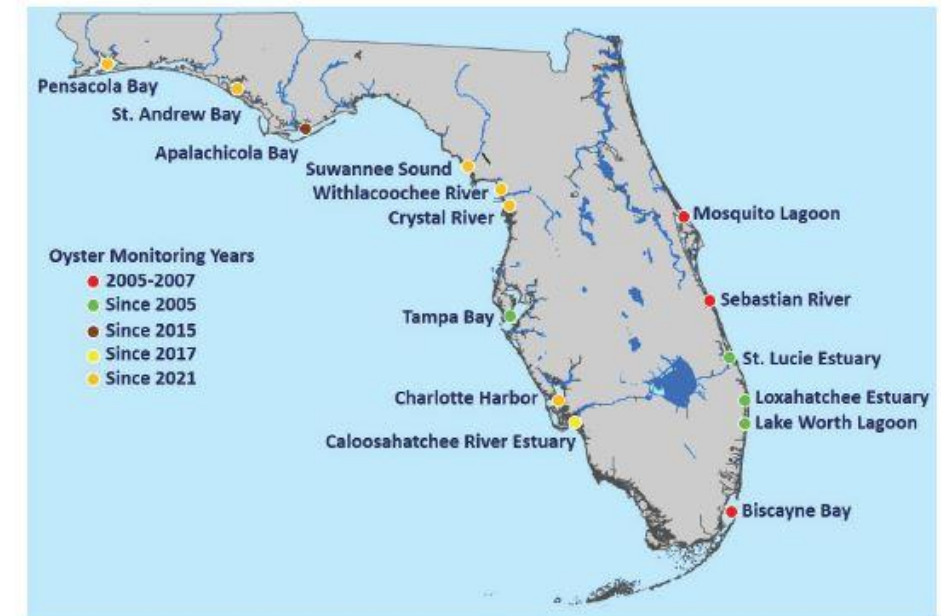 Pensacola Bay
St. Andrew Bay
Apalachicola Bay
Suwannee Sound
Withlacoochee River
Crystal River
Mosquito Lagoon
Oyster Monitoring Years
2005-2007
Since 2005
Since 2015
Since 2017
Since 2021
Sebastian River
Tampa Bay
St. Lucie Estuary
Charlotte Harbor
Loxahatchee Estuary
Lake Worth Lagoon
Caloosahatchee River Estuary
Biscayne Bay